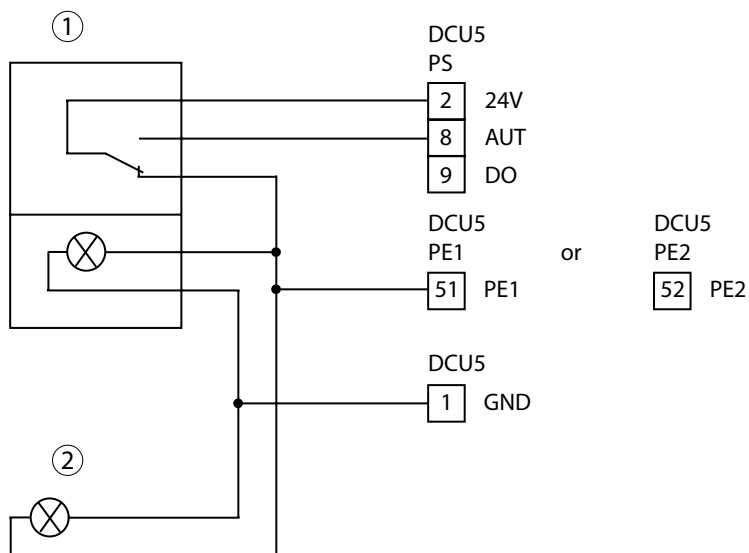 1
DCU5
PS
2 24V
8 AUT
9 DO
DCU5
PE1
or
DCU5
PE2
51 PE1
52 PE2
DCU5
1 GND
2